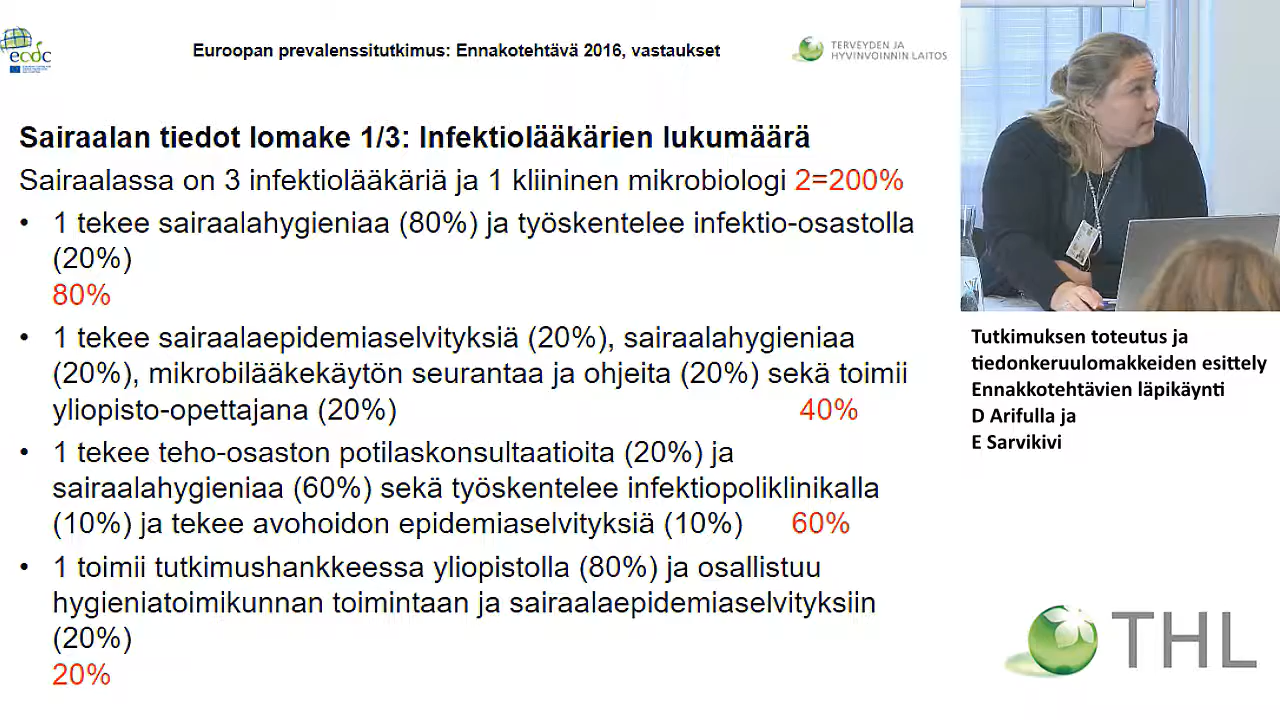 ecdc
Euroopan prevalenssitutkimus: Ennakotehtävä 2016, vastaukset
TERVEYDEN JA
HYVINVOINNIN LAITOS
Sairaalan tiedot lomake 1/3: Infektiolääkärien lukumäärä
Sairaalassa on 3 infektiolääkäriä ja 1 kliininen mikrobiologi 2=200%
• 1 tekee sairaalahygieniaa (80%) ja työskentelee infektio-osastolla
(20%)
80%
• 1 tekee sairaalaepidemiaselvityksiä (20%), sairaalahygieniaa
(20%), mikrobilääkekäytön seurantaa ja ohjeita (20%) sekä toimii
yliopisto-opettajana (20%) 40%
• 1 tekee teho-osaston potilaskonsultaatioita (20%) ja
sairaalahygieniaa (60%) sekä työskentelee infektiopoliklinikalla
(10%) ja tekee avohoidon epidemiaselvityksiä (10%) 60%
• 1 toimii tutkimushankkeessa yliopistolla (80%) ja osallistuu
hygieniatoimikunnan toimintaan ja sairaalaepidemiaselvityksiin
(20%)
20%
Tutkimuksen toteutus ja
tiedonkeruulomakkeiden esittely
Ennakkotehtävien läpikäynti
D Arifulla ja
E Sarvikivi
THL